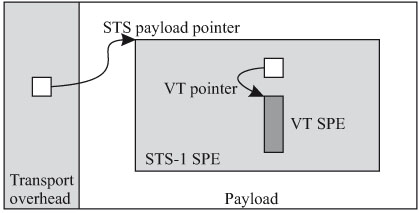 STS payload pointer
VT pointer
VT SPE
STS-1 SPE
Transport
overhead
Payload